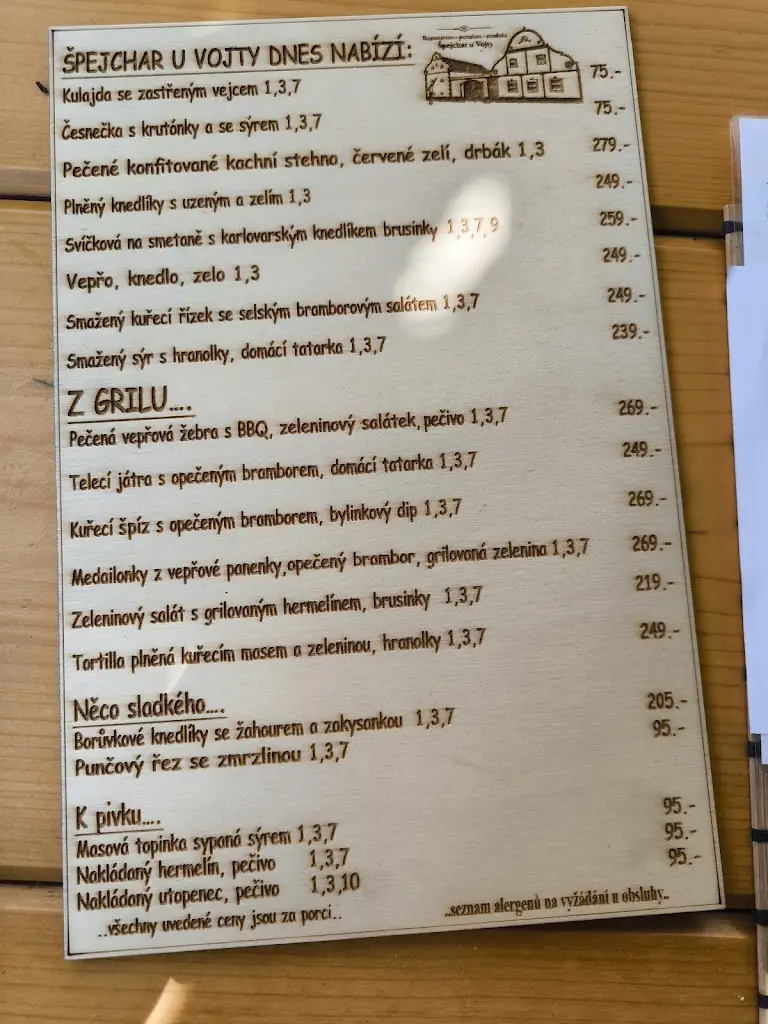 ŠPEJCHAR U VOJTY DNES NABÍZÍ:
Špejchar u Vojty
Kulajda se zastřeným vejcem 1,3,7 75.-
Česnečka s krutónky a se sýrem 1,3,7 75.-
Pečené konfitované kachní stehno, červené zelí, drbák 1,3 279.-
Plněný knedlíky s uzeným a zelím 1,3 249.-
Svíčková na smetaně s karlovarským knedlíkem brusinky 1,3,7,9 259.-
Vepřo, knedlo, zelo 1,3 249.-
Smažený kuřecí řízek se selským bramborovým salátem 1,3,7 249.-
Smažený sýr s hranolky, domácí tatarka 1,3,7 239.-
Z GRILU....
Pečená vepřová žebra s BBQ, zeleninový salátek, pečivo 1,3,7 269.-
Telecí játra s opečeným bramborem, domácí tatarka 1,3,7 249.-
Kuřecí špíz s opečeným bramborem, bylinkový dip 1,3,7 269.-
Medailonky z vepřové panenky,opečený brambor, grilovaná zelenina 1,3,7 269.-
Zeleninový salát s grilovaným hermelínem, brusinky 1,3,7 219.-
Tortilla plněná kuřecím masem a zeleninou, hranolky 1,3,7 249.-
Něco sladkého....
Borůvkové knedlíky se žahourem a zakysankou 1,3,7 205.-
Punčový řez se zmrzlinou 1,3,7 95.-
K pivku....
Masová topinka sypaná sýrem 1,3,7 95.-
Nakládaný hermelín, pečivo 1,3,7 95.-
Nakládaný utopenec, pečivo 1,3,10 95.-
..všechny uvedené ceny jsou za porci..
..seznam alergenů na vyžádání u obsluhy..